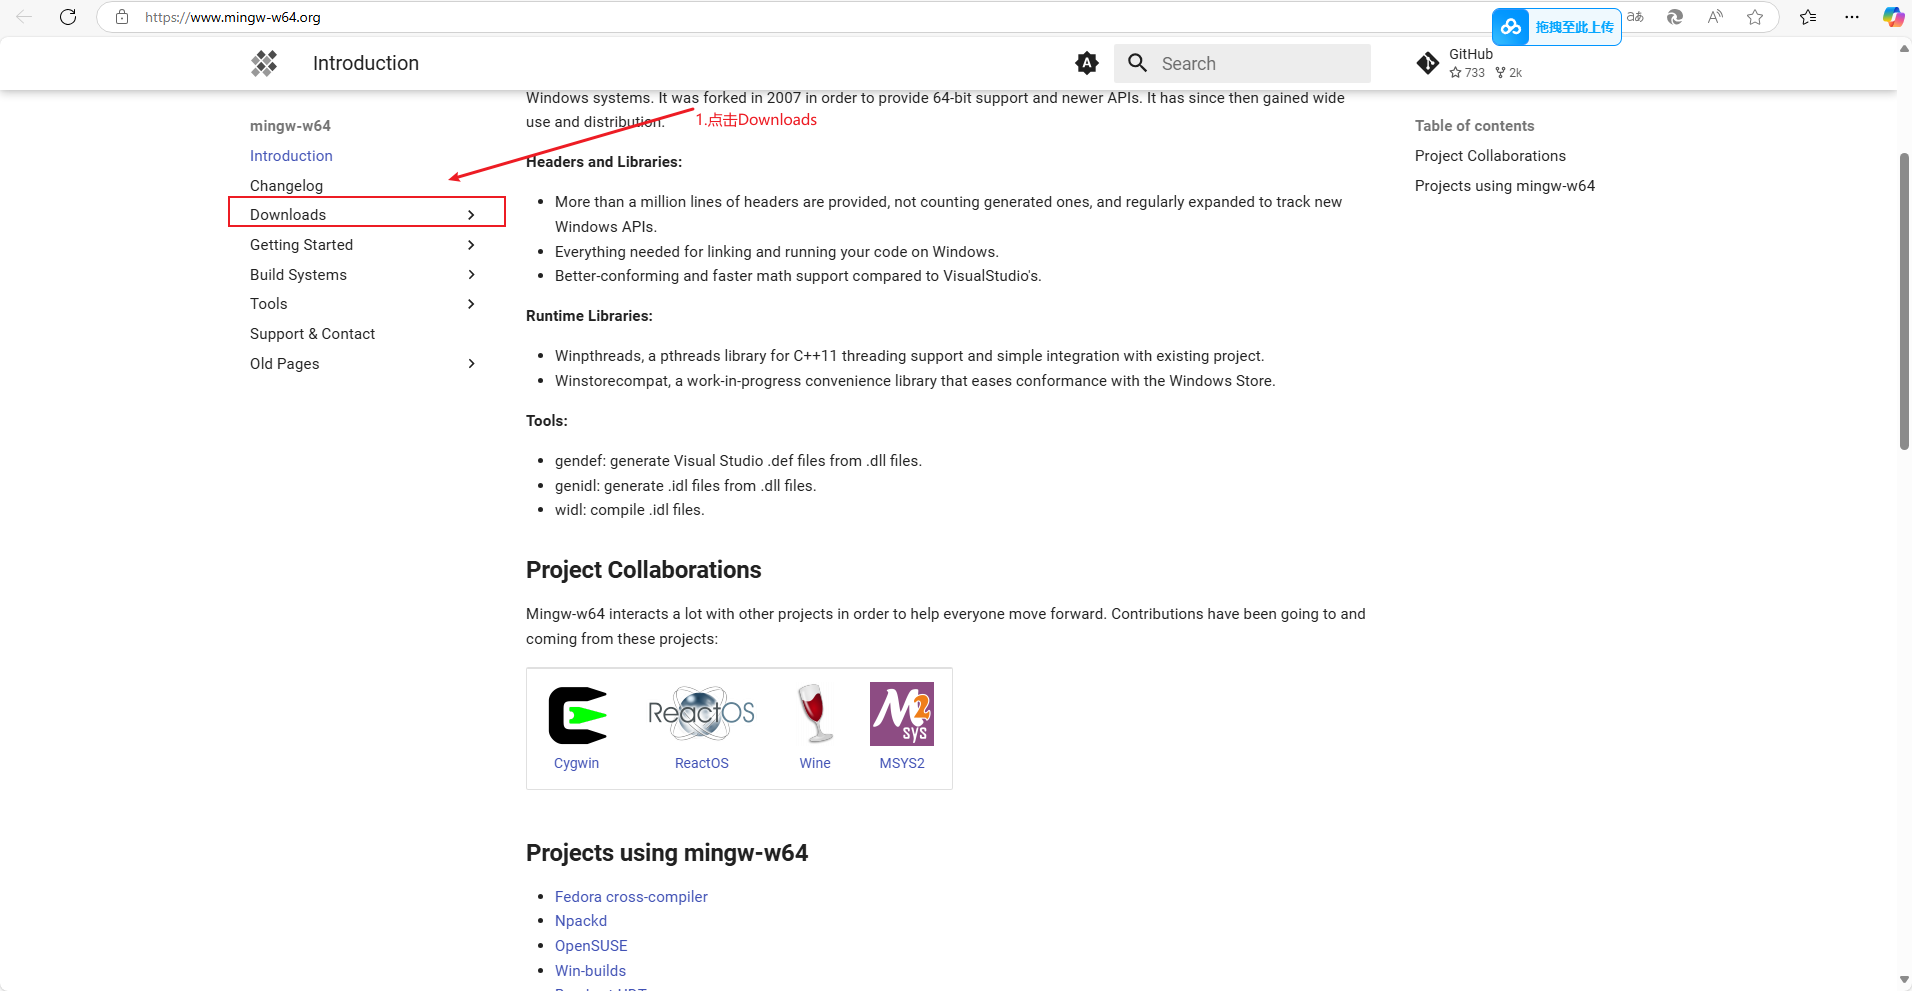 https://www.mingw-w64.org
拖拽至此上传
Introduction
Search
GitHub
733 2k
mingw-w64
Introduction
Changelog
Downloads
Getting Started
Build Systems
Tools
Support & Contact
Old Pages
Windows systems. It was forked in 2007 in order to provide 64-bit support and newer APIs. It has since then gained wide
use and distribution.
1.点击Downloads
Headers and Libraries:
More than a million lines of headers are provided, not counting generated ones, and regularly expanded to track new
Windows APIs.
Everything needed for linking and running your code on Windows.
Better-conforming and faster math support compared to VisualStudio's.
Runtime Libraries:
Winpthreads, a pthreads library for C++11 threading support and simple integration with existing project.
Winstorecompat, a work-in-progress convenience library that eases conformance with the Windows Store.
Tools:
gendef: generate Visual Studio .def files from .dll files.
genidl: generate .idl files from .dll files.
widl: compile .idl files.
Project Collaborations
Mingw-w64 interacts a lot with other projects in order to help everyone move forward. Contributions have been going to and
coming from these projects:
ReactOS
M2
sys
Cygwin
ReactOS
Wine
MSYS2
Projects using mingw-w64
Fedora cross-compiler
Npackd
OpenSUSE
Win-builds
Table of contents
Project Collaborations
Projects using mingw-w64